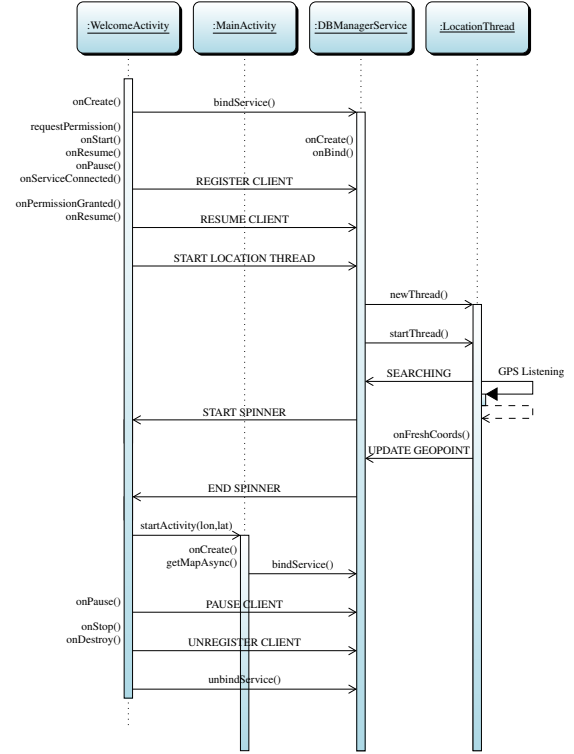 :WelcomeActivity
:MainActivity
:DBManagerService
:LocationThread
onCreate()
bindService()
requestPermission()
onStart()
onCreate()
onResume()
onBind()
onPause()
onServiceConnected()
REGISTER CLIENT
onPermissionGranted()
onResume()
RESUME CLIENT
START LOCATION THREAD
newThread()
startThread()
SEARCHING
GPS Listening
START SPINNER
onFreshCoords()
UPDATE GEOPOINT
END SPINNER
startActivity(lon,lat)
onCreate()
getMapAsync()
bindService()
onPause()
PAUSE CLIENT
onStop()
onDestroy()
UNREGISTER CLIENT
unbindService()